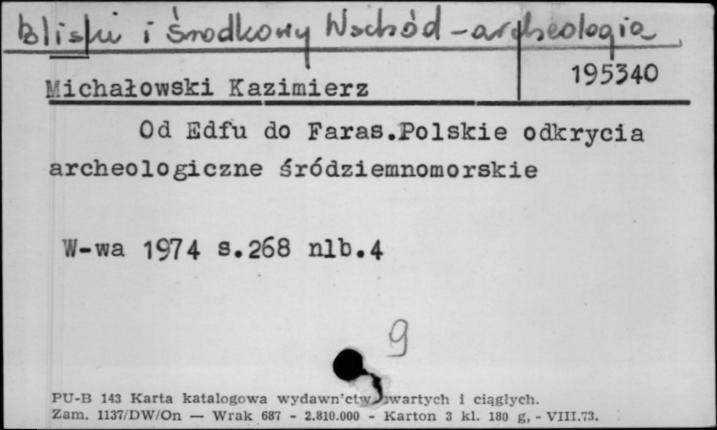 Bliski i Środkowy Wschód - archeologia
195340
Michałowski Kazimierz
Od Edfu do Faras.Polskie odkrycia
archeologiczne śródziemnomorskie
W-wa 1974 s.268 nlb.4
9
PU-B 143 Karta katalogowa wydawn'ctw zwartych i ciągłych.
Zam. 1137/DW/On — Wrak 687 - 2.810.000 - Karton 3 kl. 180 g, - VIII.73.